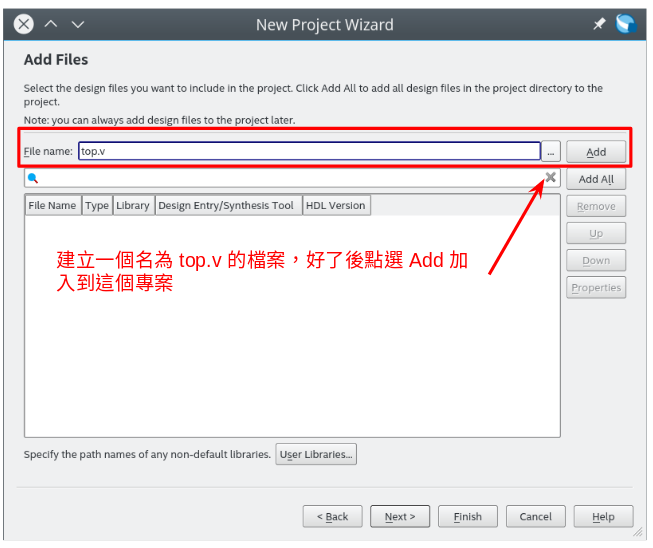 New Project Wizard
Add Files
Select the design files you want to include in the project. Click Add All to add all design files in the project directory to the
project.
Note: you can always add design files to the project later.
File name: top.v ... Add
Add All
File Name Type Library Design Entry/Synthesis Tool HDL Version
Remove
Up
Down
Properties
建立一個名為 top.v 的檔案，好了後點選 Add 加
入到這個專案
Specify the path names of any non-default libraries. User Libraries...
< Back Next > Finish Cancel Help